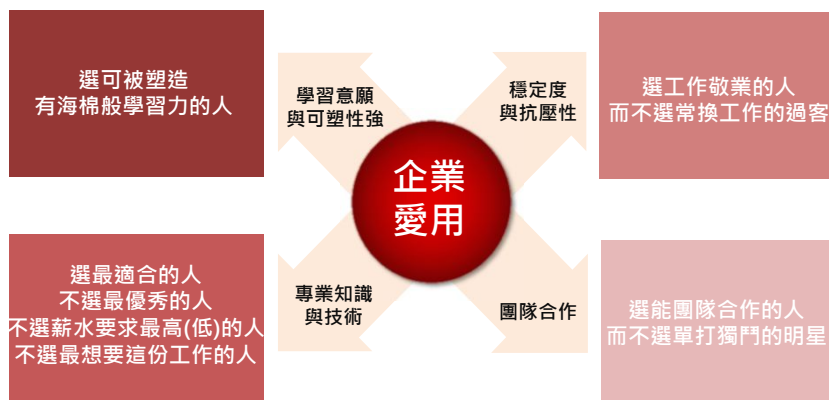 選可被塑造
有海棉般學習力的人
學習意願
與可塑性強
穩定度
與抗壓性
選工作敬業的人
而不選常換工作的過客
企業
愛用
選最適合的人
不選最優秀的人
不選薪水要求最高(低)的人
不選最想要這份工作的人
專業知識
與技術
團隊合作
選能團隊合作的人
而不選單打獨鬥的明星